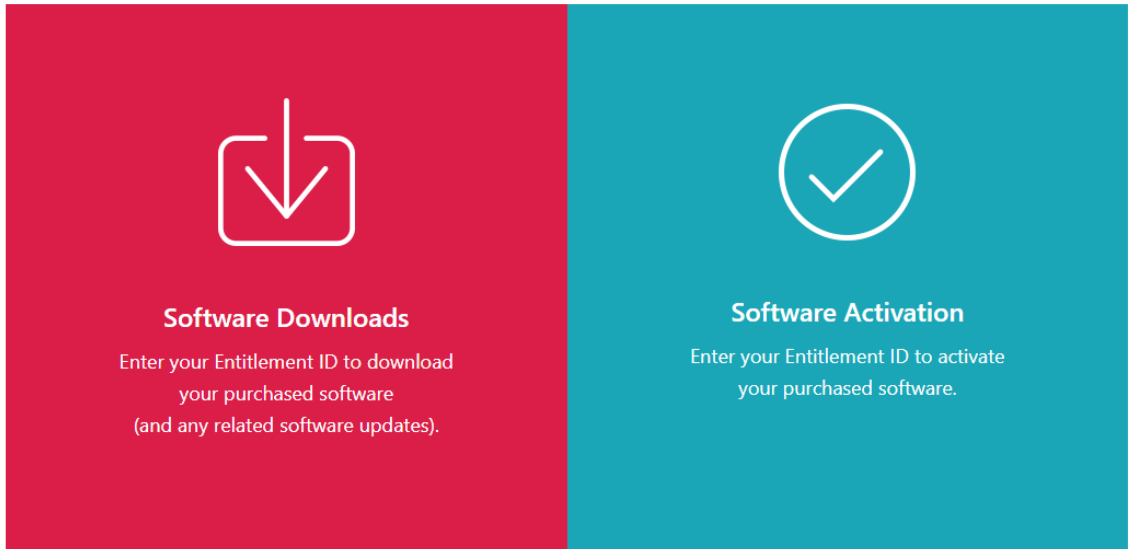 Software Downloads
Enter your Entitlement ID to download
your purchased software
(and any related software updates).
Software Activation
Enter your Entitlement ID to activate
your purchased software.